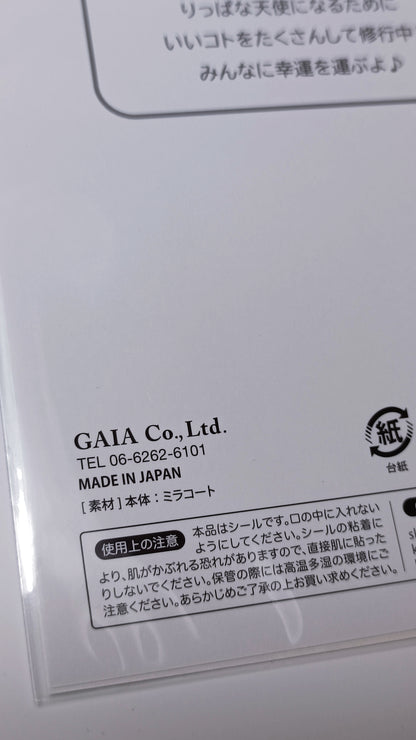 りっぱな天使になるために
いいコトをたくさんして修行中
みんなに幸運を運ぶよ♪
GAIA Co.,Ltd.
TEL 06-6262-6101
MADE IN JAPAN
[素材]本体：ミラコート
紙
台紙
使用上の注意
本品はシールです。口の中に入れない
ようにしてください。シールの粘着に
より、肌がかぶれる恐れがありますので、直接肌に貼った
りしないでください。保管の際には高温多湿の環境にご
注意ください。あらかじめご了承の上お買い求めください。